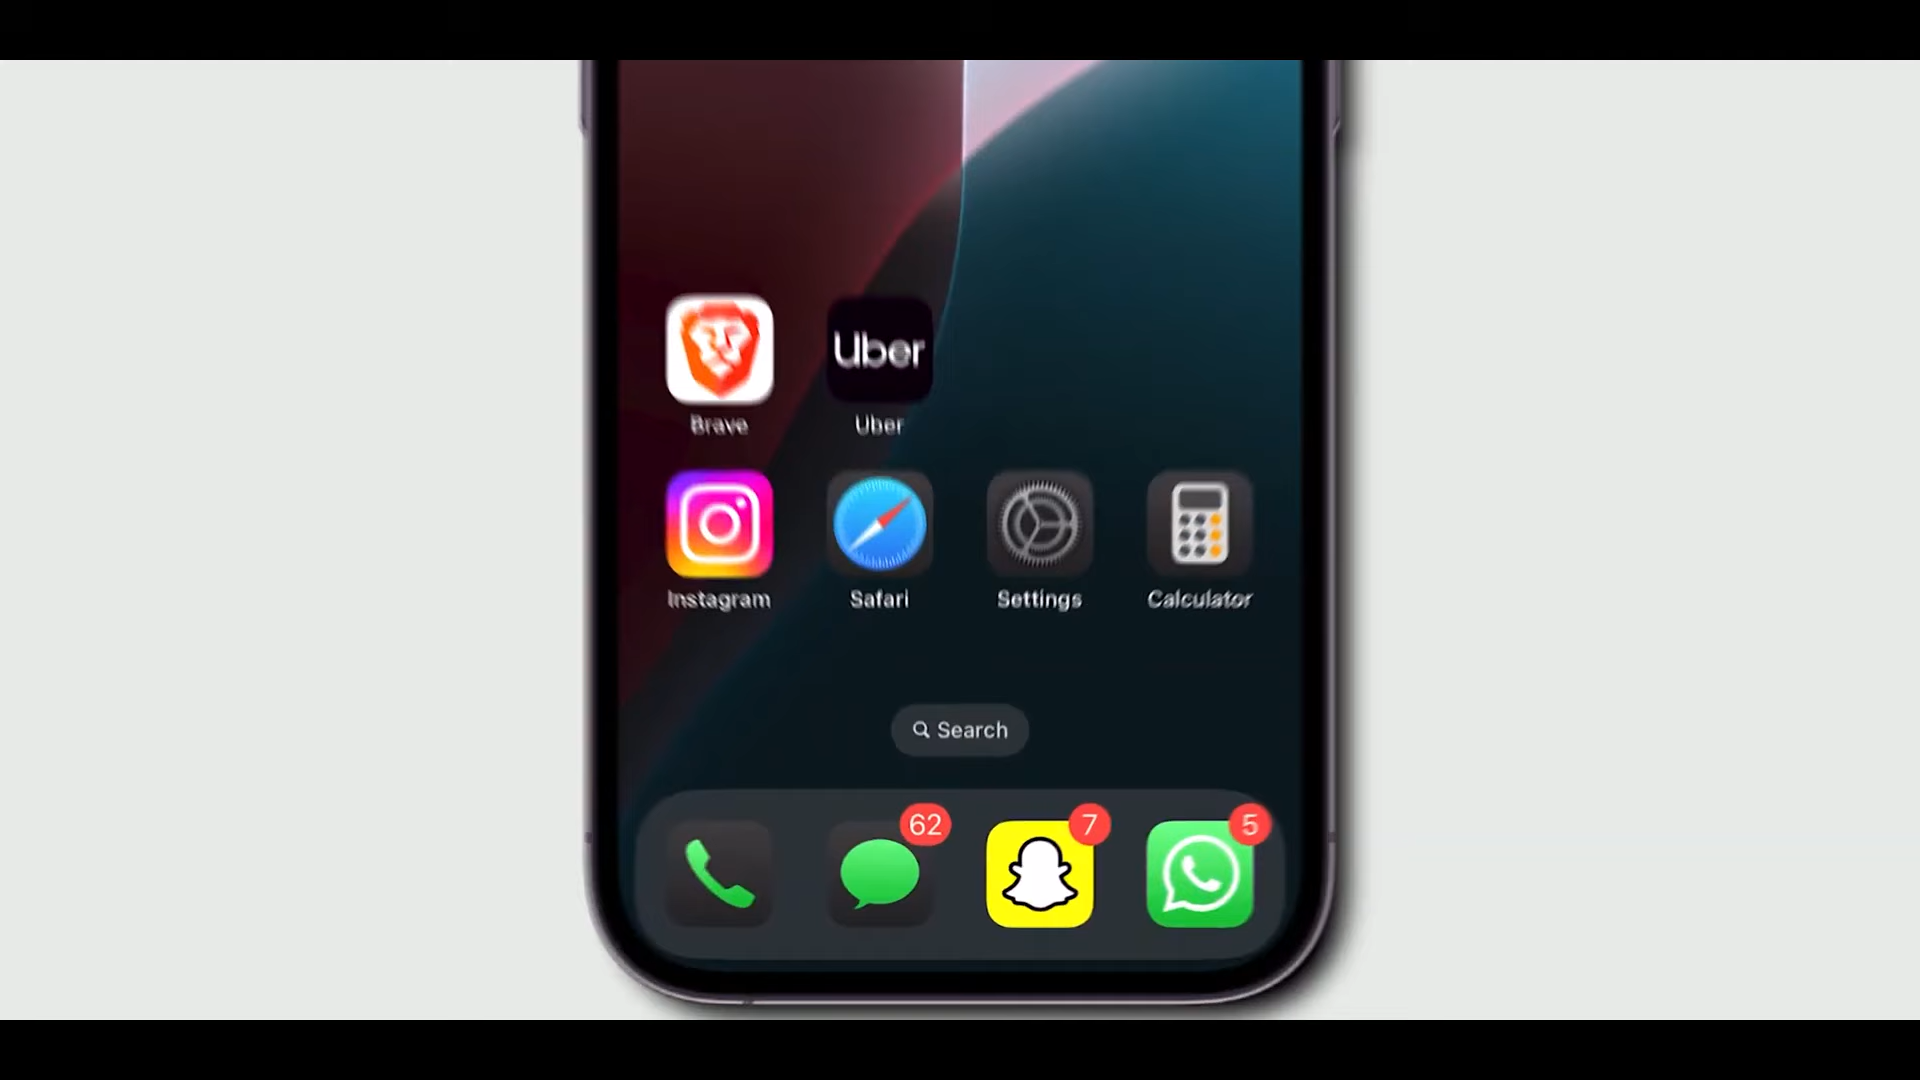 Uber
Brave
Uber
Instagram
Safari
Settings
Calculator
Search
62
7
5